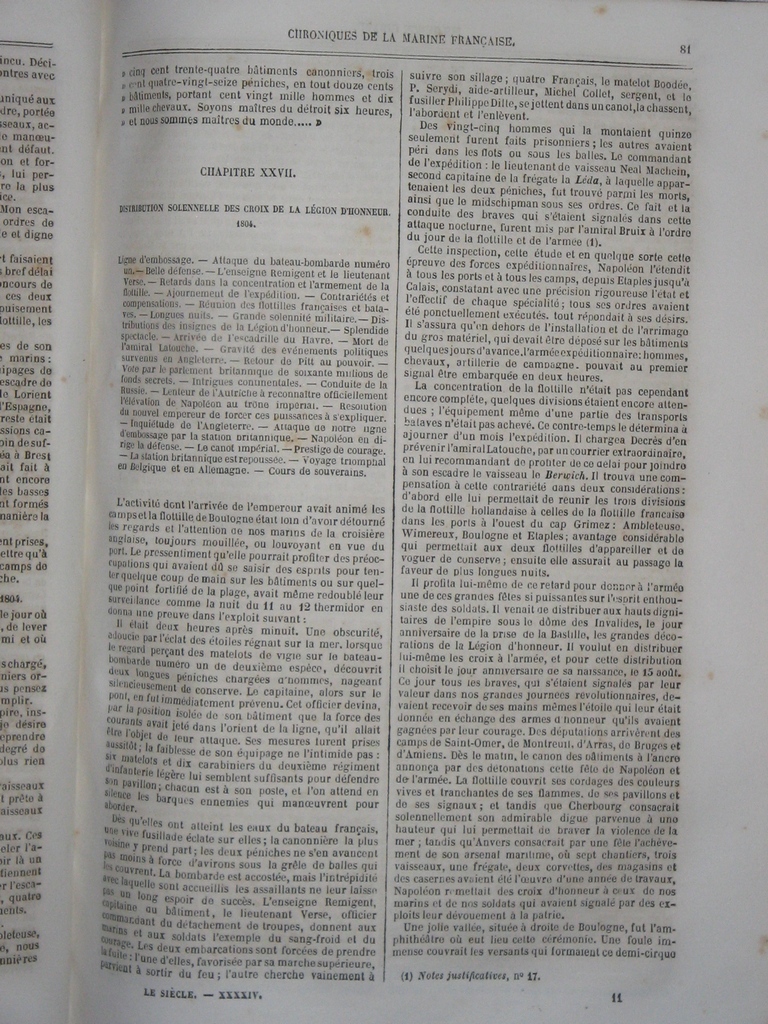 CHRONIQUES DE LA MARINE FRANÇAISE.
81
» cinq cent trente-quatre bâtiments canonniers, trois
» cent quatre-vingt-seize péniches, en tout douze cents
» bâtiments, portant cent vingt mille hommes et dix
» mille chevaux. Soyons maîtres du détroit six heures,
» et nous sommes maîtres du monde..... »
CHAPITRE XXVII.
DISTRIBUTION SOLENNELLE DES CROIX DE LA LÉGION D'HONNEUR.
1804.
Ligne d'embossage. — Attaque du bateau-bombarde numéro
un. — Belle défense. — L'enseigne Remigent et le lieutenant
Verse. — Retards dans la concentration et l'armement de la
flottille. — Ajournement de l'expédition. — Contrariétés et
compensations. — Réunion des flottilles françaises et bata-
ves. — Longues nuits. — Grande solennité militaire. — Dis-
tributions des insignes de la Légion d'honneur. — Splendide
spectacle. — Arrivée de l'escadrille du Havre. — Mort de
l'amiral Latouche. — Gravité des événements politiques
survenus en Angleterre. — Retour de Pitt au pouvoir. —
Vote par le parlement britannique de soixante millions de
fonds secrets. — Intrigues continentales. — Conduite de la
Russie. — Lenteur de l'Autriche à reconnaître officiellement
l'élévation de Napoléon au trône impérial. — Résolution
du nouvel empereur de forcer ces puissances à s'expliquer.
— Inquiétude de l'Angleterre. — Attaque de notre ligne
d'embossage par la station britannique. — Napoléon en di-
rige la défense. — Le canot impérial. — Prestige de courage.
— La station britannique est repoussée. — Voyage triomphal
en Belgique et en Allemagne. — Cours de souverains.
L'activité dont l'arrivée de l'empereur avait animé les
camps et la flottille de Boulogne était loin d'avoir détourné
les regards et l'attention de nos marins de la croisière
anglaise, toujours mouillée, ou louvoyant en vue du
port. Le pressentiment qu'elle pourrait profiter des préoc-
cupations qui avaient dû se saisir des esprits pour ten-
ter quelque coup de main sur les bâtiments ou sur quel-
que point fortifié de la plage, avait même redoublé leur
surveillance comme la nuit du 11 au 12 thermidor en
donna une preuve dans l'exploit suivant :
Il était deux heures après minuit. Une obscurité,
adoucie par l'éclat des étoiles régnait sur la mer, lorsque
le regard perçant des matelots de vigie sur le bateau-
bombarde numéro un de deuxième espèce, découvrit
deux longues péniches chargées d'hommes, nageant
silencieusement de conserve. Le capitaine, alors sur le
pont, en fut immédiatement prévenu. Cet officier devina,
par la position isolée de son bâtiment que la force des
courants avait jeté dans l'orient de la ligne, qu'il allait
être l'objet de leur attaque. Ses mesures furent prises
aussitôt ; la faiblesse de son équipage ne l'intimide pas :
six matelots et dix carabiniers du deuxième régiment
d'infanterie légère lui semblent suffisants pour défendre
son pavillon ; chacun est à son poste, et l'on attend en
silence les barques ennemies qui manœuvrent pour
aborder.
Dès qu'elles ont atteint les eaux du bateau français,
une vive fusillade éclate sur elles ; la canonnière la plus
voisine y prend part ; les deux péniches ne s'en avancent
pas moins à force d'avirons sous la grêle de balles qui
les couvrent. La bombarde est accostée, mais l'intrépidité
avec laquelle sont accueillis les assaillants ne leur laisse
pas un long espoir de succès. L'enseigne Remigent,
capitaine du bâtiment, le lieutenant Verse, officier
commandant du détachement de troupes, donnent aux
marins et aux soldats l'exemple du sang-froid et du
courage. Les deux embarcations sont forcées de prendre
la fuite : l'une d'elles, favorisée par sa marche supérieure,
parvient à sortir du feu ; l'autre cherche vainement à
LE SIÈCLE. — XXXXIV.
suivre son sillage ; quatre Français, le matelot Boodée,
P. Serydi, aide-artilleur, Michel Collet, sergent, et le
fusilier Philippe Dille, se jettent dans un canot, la chassent,
l'abordent et l'enlèvent.
Des vingt-cinq hommes qui la montaient quinze
seulement furent faits prisonniers ; les autres avaient
péri dans les flots ou sous les balles. Le commandant
de l'expédition : le lieutenant de vaisseau Neal Machein,
second capitaine de la frégate la Léda, à laquelle appar-
tenaient les deux péniches, fut trouvé parmi les morts,
ainsi que le midschipman sous ses ordres. Ce fait et la
conduite des braves qui s'étaient signalés dans cette
attaque nocturne, furent mis par l'amiral Bruix à l'ordre
du jour de la flottille et de l'armée (1).
Cette inspection, cette étude et en quelque sorte cette
épreuve des forces expéditionnaires, Napoléon l'étendit
à tous les ports et à tous les camps, depuis Etaples jusqu'à
Calais, constatant avec une précision rigoureuse l'état et
l'effectif de chaque spécialité ; tous ses ordres avaient
été ponctuellement exécutés. tout répondait à ses désirs.
Il s'assura qu'en dehors de l'installation et de l'arrimage
du gros matériel, qui devait être déposé sur les bâtiments
quelques jours d'avance, l'armée expéditionnaire: hommes,
chevaux, artillerie de campagne. pouvait au premier
signal être embarquée en deux heures.
La concentration de la flottille n'était pas cependant
encore complète, quelques divisions étaient encore atten-
dues ; l'équipement même d'une partie des transports
bataves n'était pas achevé. Ce contre-temps le détermina à
ajourner d'un mois l'expédition. Il chargea Decrès d'en
prévenir l'amiral Latouche, par un courrier extraordinaire,
en lui recommandant de profiter de ce délai pour joindre
à son escadre le vaisseau le Berwich. Il trouva une com-
pensation à cette contrariété dans deux considérations :
d'abord elle lui permettait de réunir les trois divisions
de la flottille hollandaise à celles de la flottille française
dans les ports à l'ouest du cap Grimez : Ambleteuse,
Wimereux, Boulogne et Etaples ; avantage considérable
qui permettait aux deux flottilles d'appareiller et de
voguer de conserve ; ensuite elle assurait au passage la
faveur de plus longues nuits.
Il profita lui-même de ce retard pour donner à l'armée
une de ces grandes fêtes si puissantes sur l'esprit enthou-
siaste des soldats. Il venait de distribuer aux hauts digni-
taires de l'empire sous le dôme des Invalides, le jour
anniversaire de la prise de la Bastille, les grandes déco-
rations de la Légion d'honneur. Il voulut en distribuer
lui-même les croix à l'armée, et pour cette distribution
il choisit le jour anniversaire de sa naissance, le 15 août.
Ce jour tous les braves, qui s'étaient signalés par leur
valeur dans nos grandes journées révolutionnaires, de-
vaient recevoir de ses mains mêmes l'étoile qui leur était
donnée en échange des armes d'honneur qu'ils avaient
gagnées par leur courage. Des députations arrivèrent des
camps de Saint-Omer, de Montreuil, d'Arras, de Bruges et
d'Amiens. Dès le matin, le canon des bâtiments à l'ancre
annonça par des détonations cette fête de Napoléon et
de l'armée. La flottille couvrit ses cordages des couleurs
vives et tranchantes de ses flammes, de ses pavillons et
de ses signaux ; et tandis que Cherbourg consacrait
solennellement son admirable digue parvenue à une
hauteur qui lui permettait de braver la violence de la
mer ; tandis qu'Anvers consacrait par une fête l'achève-
ment de son arsenal maritime, où sept chantiers, trois
vaisseaux, une frégate, deux corvettes, des magasins et
des casernes avaient été l'œuvre d'une année de travaux,
Napoléon remettait des croix d'honneur à ceux de nos
marins et de nos soldats qui avaient signalé par des ex-
ploits leur dévouement à la patrie.
Une jolie vallée, située à droite de Boulogne, fut l'am-
phithéâtre où eut lieu cette cérémonie. Une foule im-
mense couvrait les versants qui formaient ce demi-cirque
(1) Notes justificatives, n° 17.
11